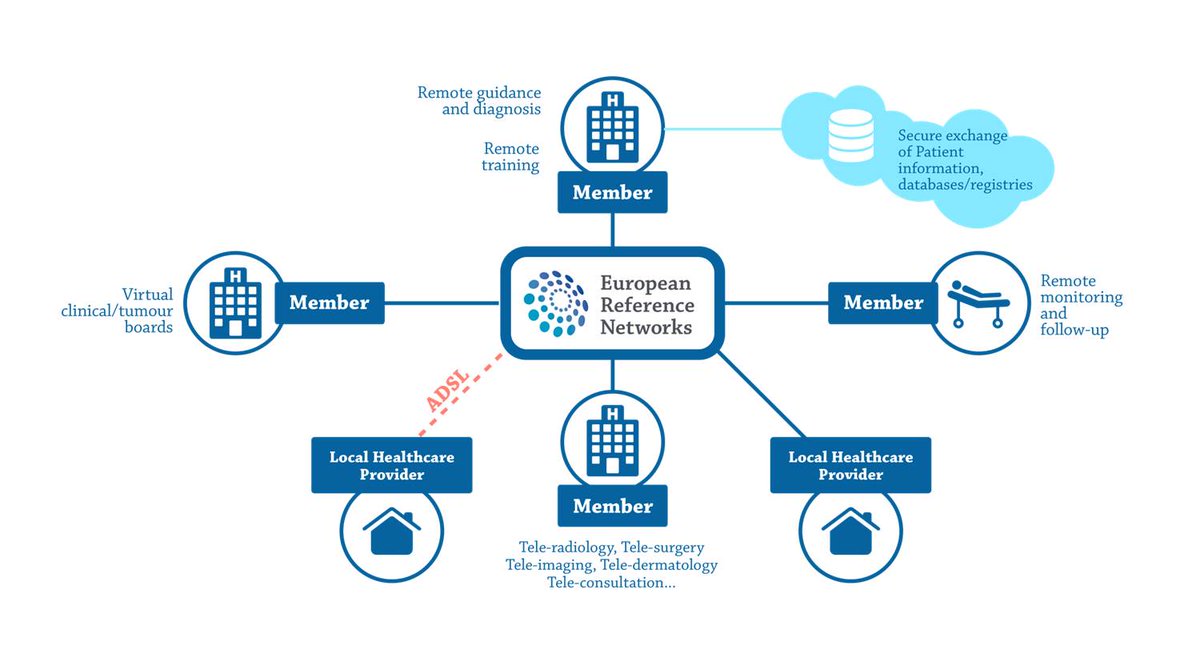 Remote guidance
and diagnosis
Remote
training
H
Member
Secure exchange
of Patient
information,
databases/registries
Virtual
clinical/tumour
boards
H
Member
European
Reference
Networks
Member
Remote
monitoring
and
follow-up
ADSL
Local Healthcare
Provider
H
Member
Local Healthcare
Provider
Tele-radiology, Tele-surgery
Tele-imaging, Tele-dermatology
Tele-consultation...